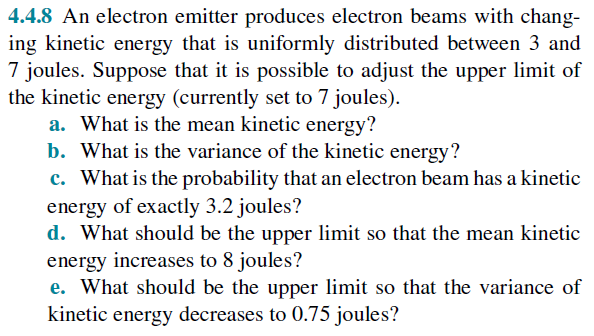 4.4.8 An electron emitter produces electron beams with chang-
ing kinetic energy that is uniformly distributed between 3 and
7 joules. Suppose that it is possible to adjust the upper limit of
the kinetic energy (currently set to 7 joules).
a. What is the mean kinetic energy?
b. What is the variance of the kinetic energy?
c. What is the probability that an electron beam has a kinetic
energy of exactly 3.2 joules?
d. What should be the upper limit so that the mean kinetic
energy increases to 8 joules?
e. What should be the upper limit so that the variance of
kinetic energy decreases to 0.75 joules?